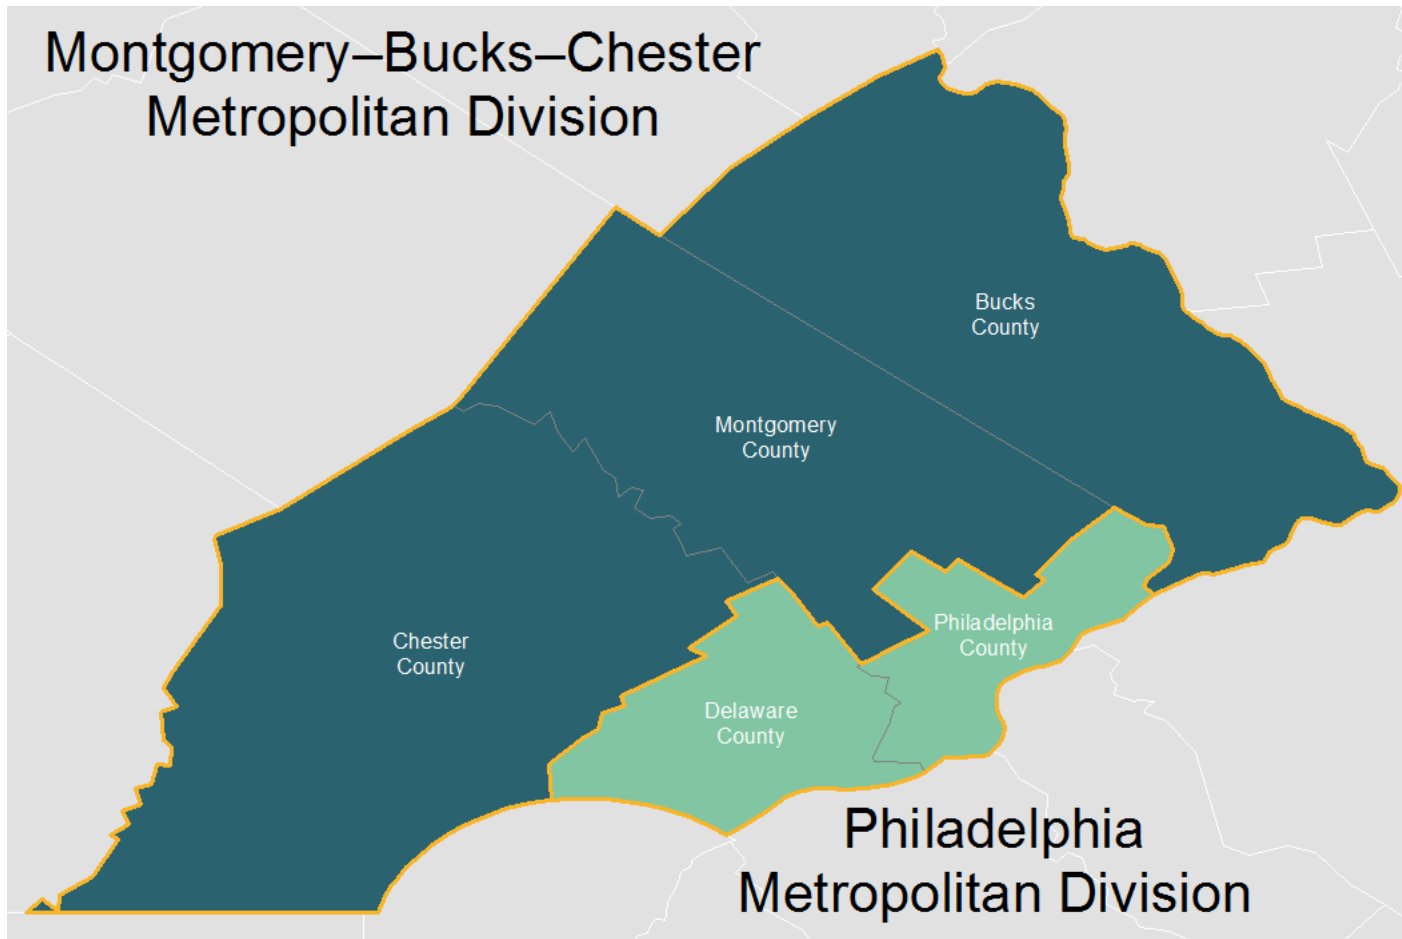 Montgomery–Bucks–Chester
Metropolitan Division
Bucks
County
Montgomery
County
Chester
County
Philadelphia
County
Delaware
County
Philadelphia
Metropolitan Division